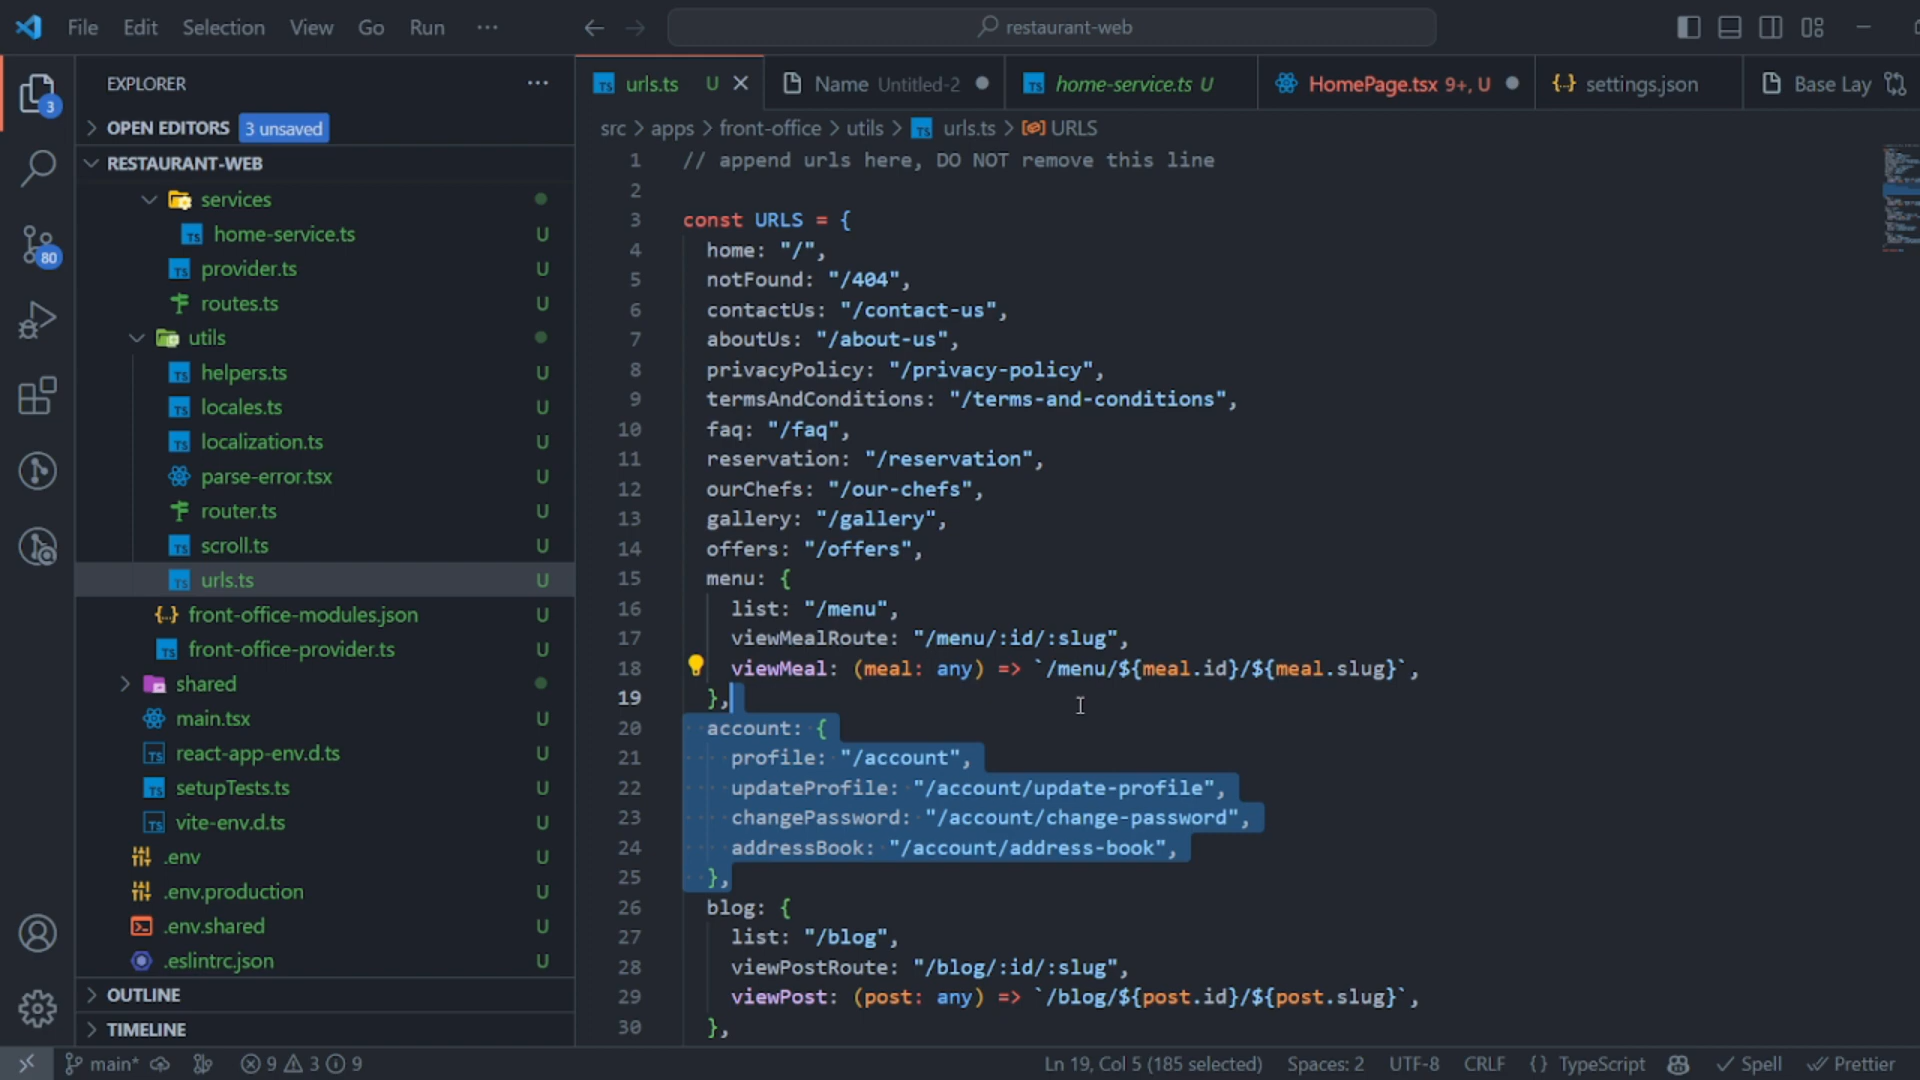 File Edit Selection View Go Run ···
restaurant-web
EXPLORER
OPEN EDITORS 3 unsaved
RESTAURANT-WEB
services
home-service.ts U
provider.ts U
routes.ts U
utils
helpers.ts U
locales.ts U
localization.ts U
parse-error.tsx U
router.ts U
scroll.ts U
urls.ts U
front-office-modules.json U
front-office-provider.ts U
shared
main.tsx U
react-app-env.d.ts U
setupTests.ts U
vite-env.d.ts U
.env U
.env.production U
.env.shared U
.eslintrc.json U
OUTLINE
TIMELINE
3
80
urls.ts U
Name Untitled-2
home-service.ts U
HomePage.tsx 9+, U
settings.json
Base Lay
src > apps > front-office > utils > urls.ts > URLS
1 // append urls here, DO NOT remove this line
2
3 const URLS = {
4 home: "/",
5 notFound: "/404",
6 contactUs: "/contact-us",
7 aboutUs: "/about-us",
8 privacyPolicy: "/privacy-policy",
9 termsAndConditions: "/terms-and-conditions",
10 faq: "/faq",
11 reservation: "/reservation",
12 ourChefs: "/our-chefs",
13 gallery: "/gallery",
14 offers: "/offers",
15 menu: {
16 list: "/menu",
17 viewMealRoute: "/menu/:id/:slug",
18 viewMeal: (meal: any) => `/menu/${meal.id}/${meal.slug}`,
19 },
20 account: {
21 profile: "/account",
22 updateProfile: "/account/update-profile",
23 changePassword: "/account/change-password",
24 addressBook: "/account/address-book",
25 },
26 blog: {
27 list: "/blog",
28 viewPostRoute: "/blog/:id/:slug",
29 viewPost: (post: any) => `/blog/${post.id}/${post.slug}`,
30 },
main* 9 3 9
Ln 19, Col 5 (185 selected) Spaces: 2 UTF-8 CRLF {} TypeScript Spell Prettier